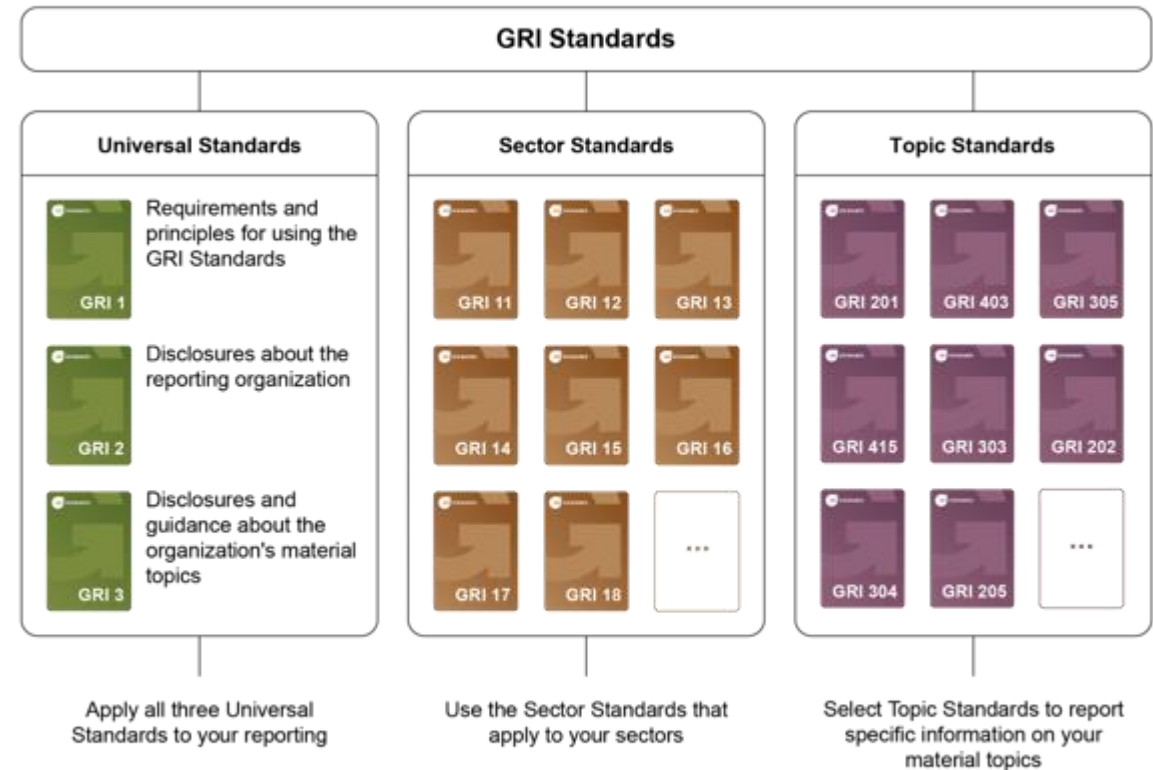 GRI Standards
Universal Standards
Requirements and
principles for using the
GRI Standards
GRI 1
Disclosures about the
reporting organization
GRI 2
Disclosures and
guidance about the
organization's material
topics
GRI 3
Apply all three Universal
Standards to your reporting
Sector Standards
GRI 11 GRI 12 GRI 13
GRI 14 GRI 15 GRI 16
GRI 17 GRI 18 ...
Use the Sector Standards that
apply to your sectors
Topic Standards
GRI 201 GRI 403 GRI 305
GRI 415 GRI 303 GRI 202
GRI 304 GRI 205 ...
Select Topic Standards to report
specific information on your
material topics